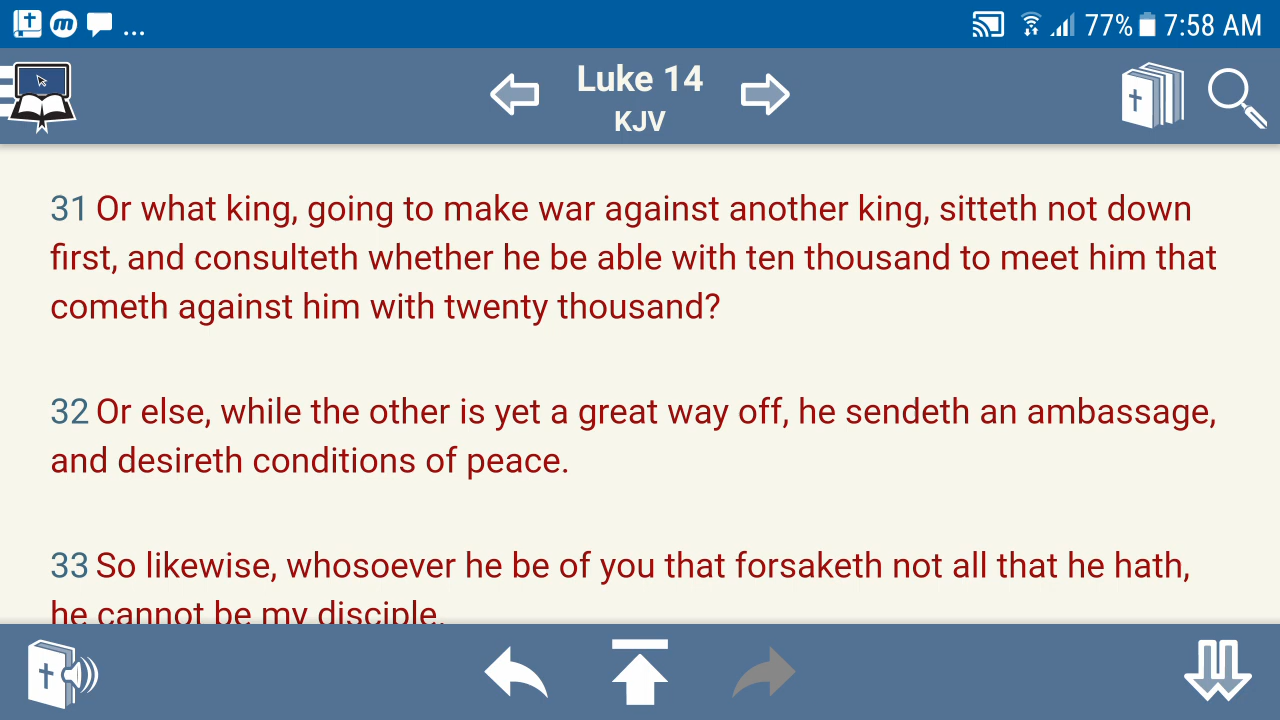 ... 77% 7:58 AM
Luke 14
KJV
31 Or what king, going to make war against another king, sitteth not down
first, and consulteth whether he be able with ten thousand to meet him that
cometh against him with twenty thousand?
32 Or else, while the other is yet a great way off, he sendeth an ambassage,
and desireth conditions of peace.
33 So likewise, whosoever he be of you that forsaketh not all that he hath,
he cannot be my disciple.